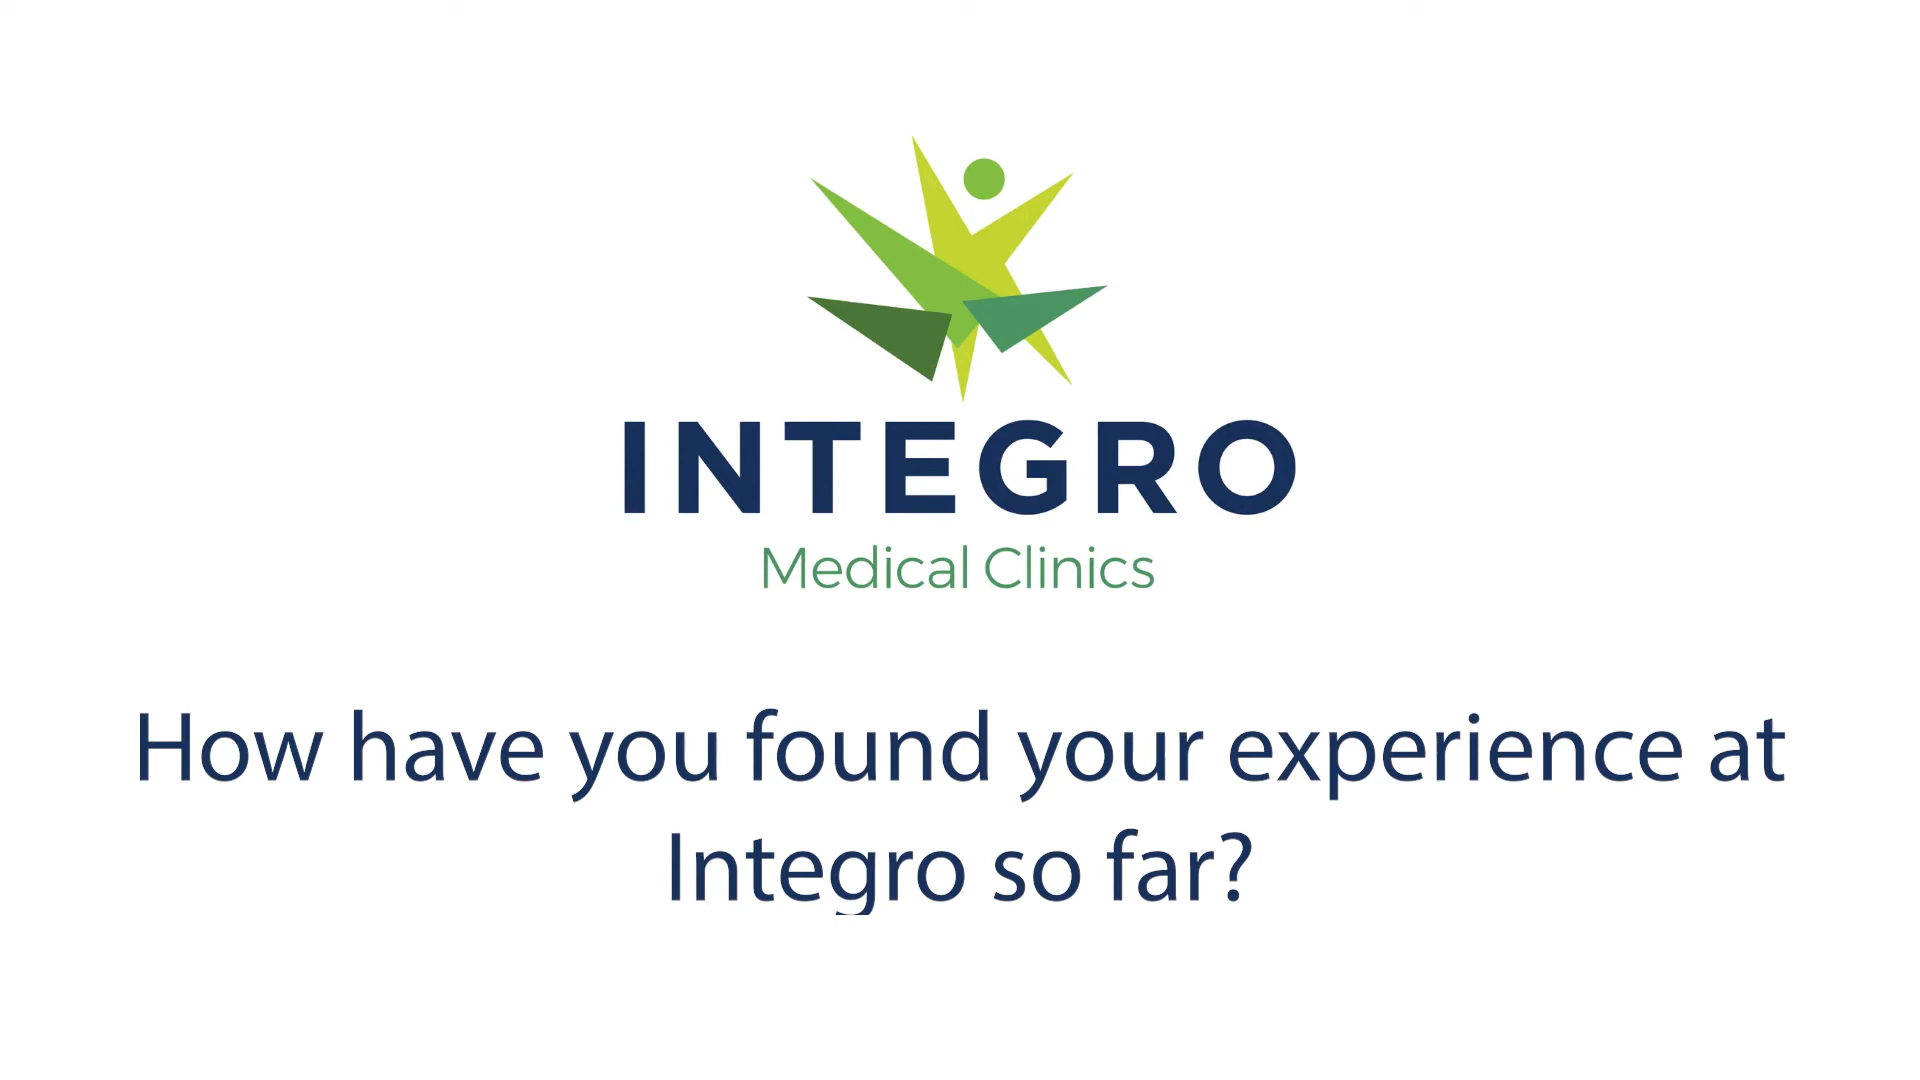 INTEGRO
Medical Clinics
How have you found your experience at
Integro so far?